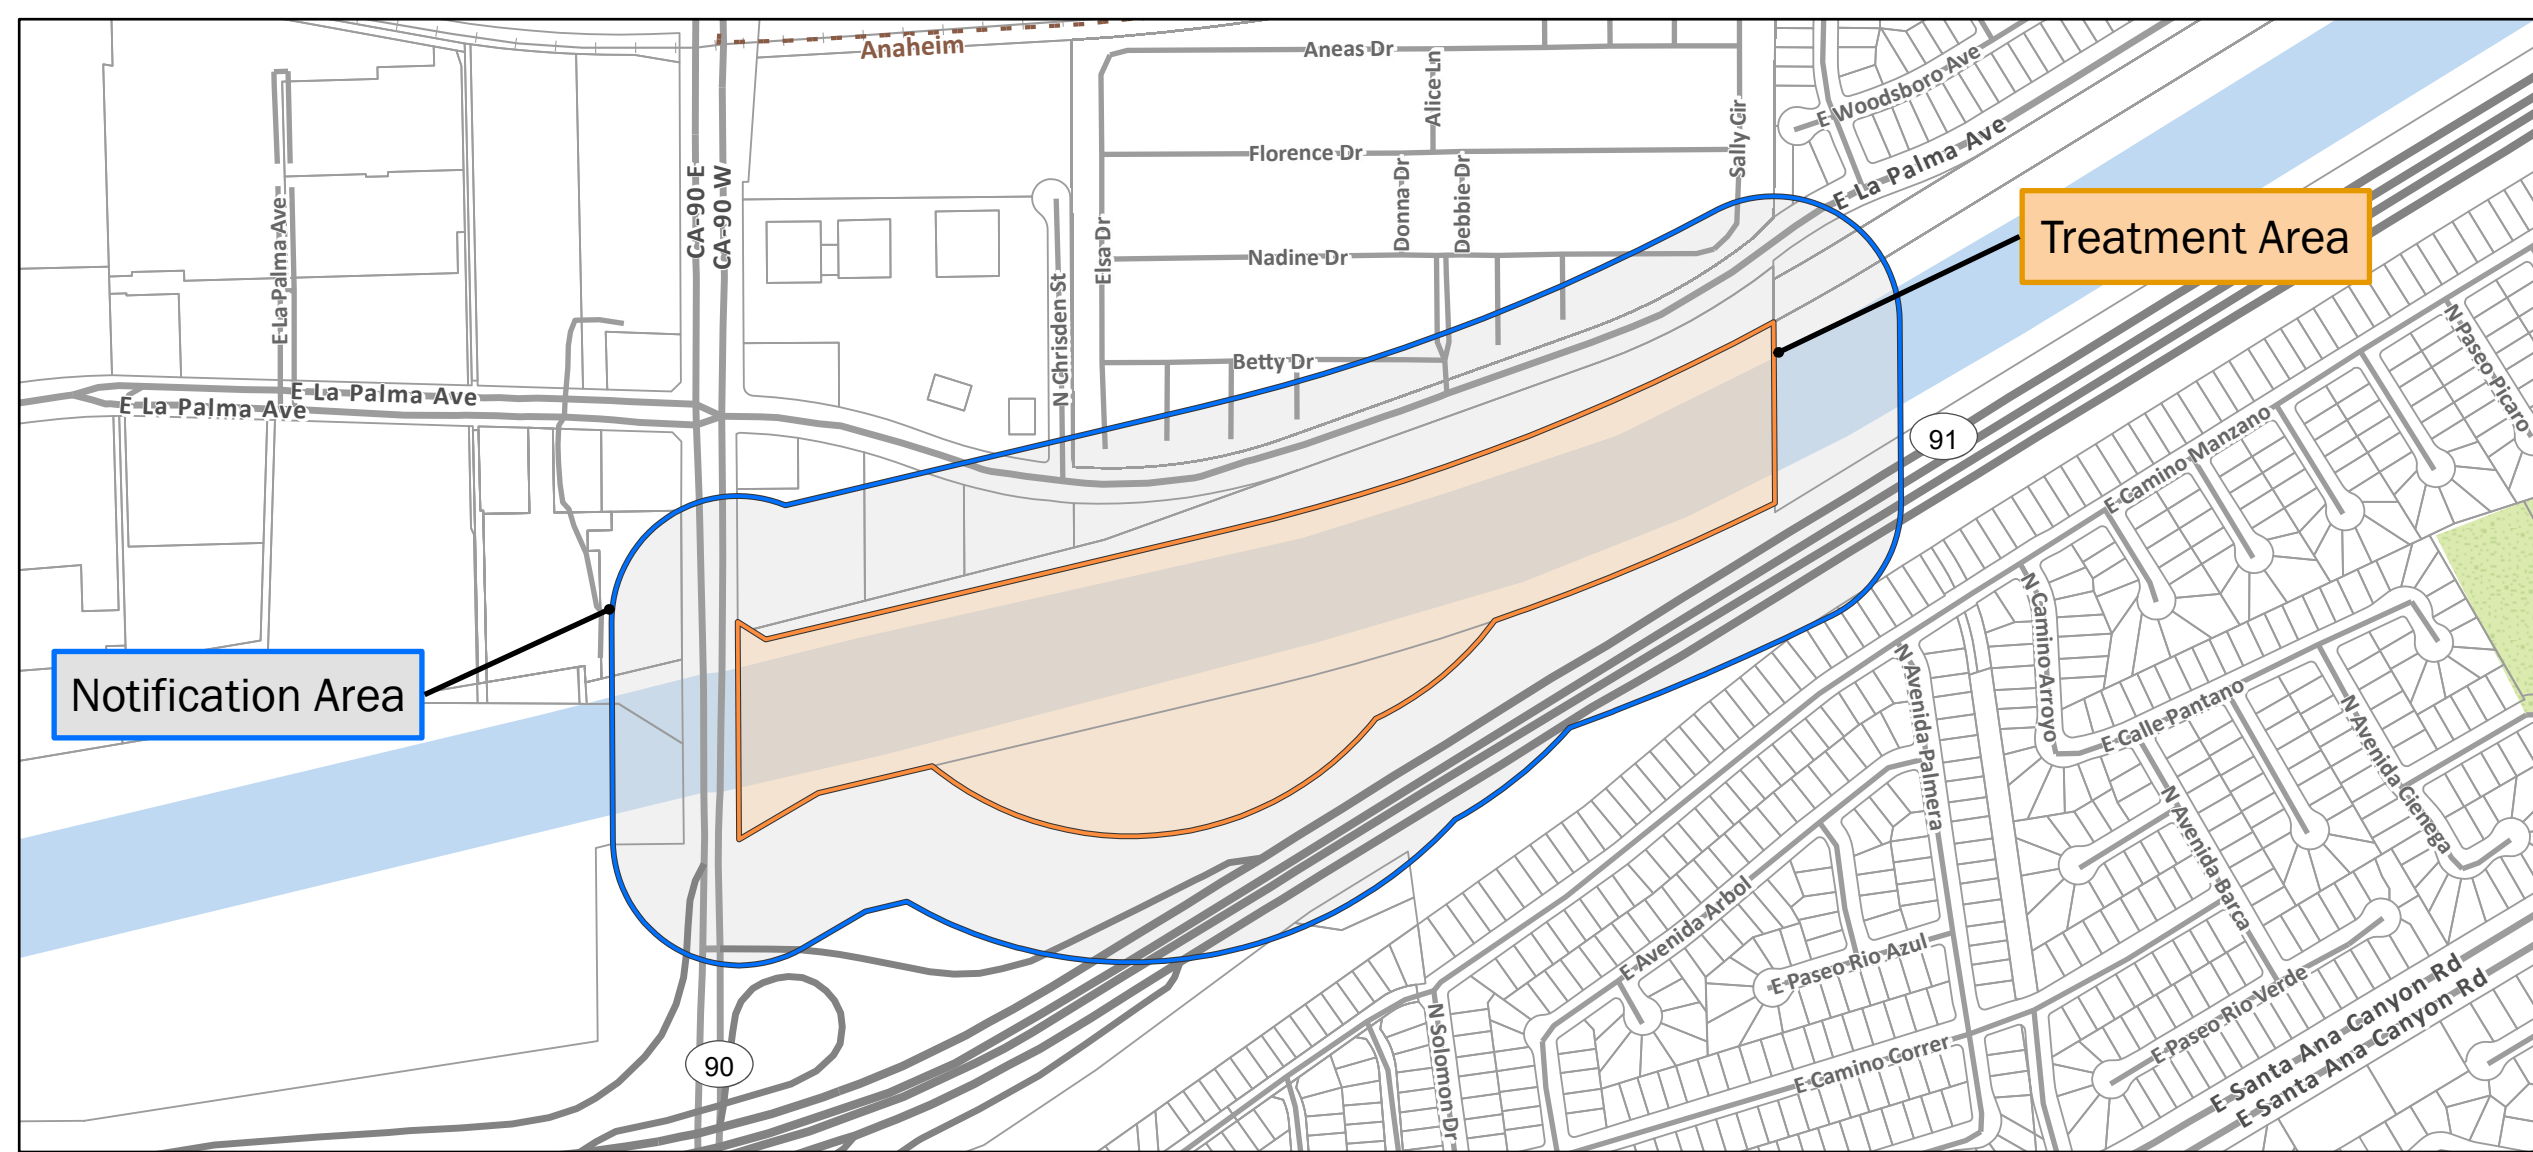 Anaheim
Aneas Dr
Alice Ln
E Woodsboro Ave
E La Palma Ave
Sally Cir
Florence Dr
Donna Dr
Debbie Dr
CA-90 E
CA-90 W
E La Palma Ave
Elsa Dr
Nadine Dr
Treatment Area
N Chrisden St
Betty Dr
E La Palma Ave
E La Palma Ave
N Paseo Picaro
91
E Camino Manzano
N Camino Arroyo
Notification Area
N Avenida Palmera
E Calle Pantano
N Avenida Cienega
N Avenida Barca
E Avenida Arbol
E Paseo Rio Azul
E Paseo Rio Verde
E Santa Ana Canyon Rd
E Santa Ana Canyon Rd
90
N Solomon Dr
E Camino Correr